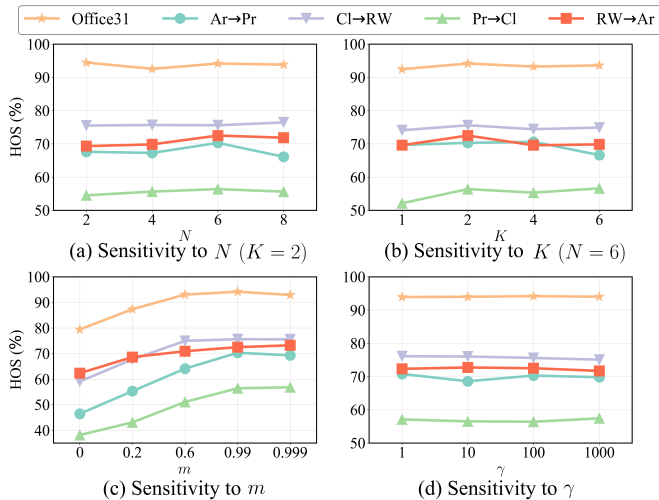 Office31 Ar→Pr Cl→RW Pr→Cl RW→Ar
HOS (%)
100
90
80
70
60
50
2 4 6 8
N
(a) Sensitivity to N (K = 2)
100
90
80
70
60
50
1 2 4 6
K
(b) Sensitivity to K (N = 6)
HOS (%)
100
90
80
70
60
50
40
0 0.2 0.6 0.99 0.999
m
(c) Sensitivity to m
100
90
80
70
60
50
1 10 100 1000
γ
(d) Sensitivity to γ